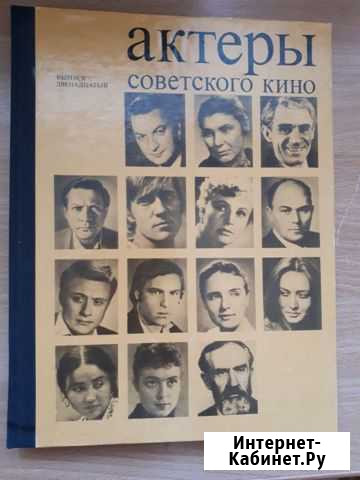 актеры
советского кино
ВЫПУСК
ДВЕНАДЦАТЫЙ
Интернет-
Кабинет.Ру